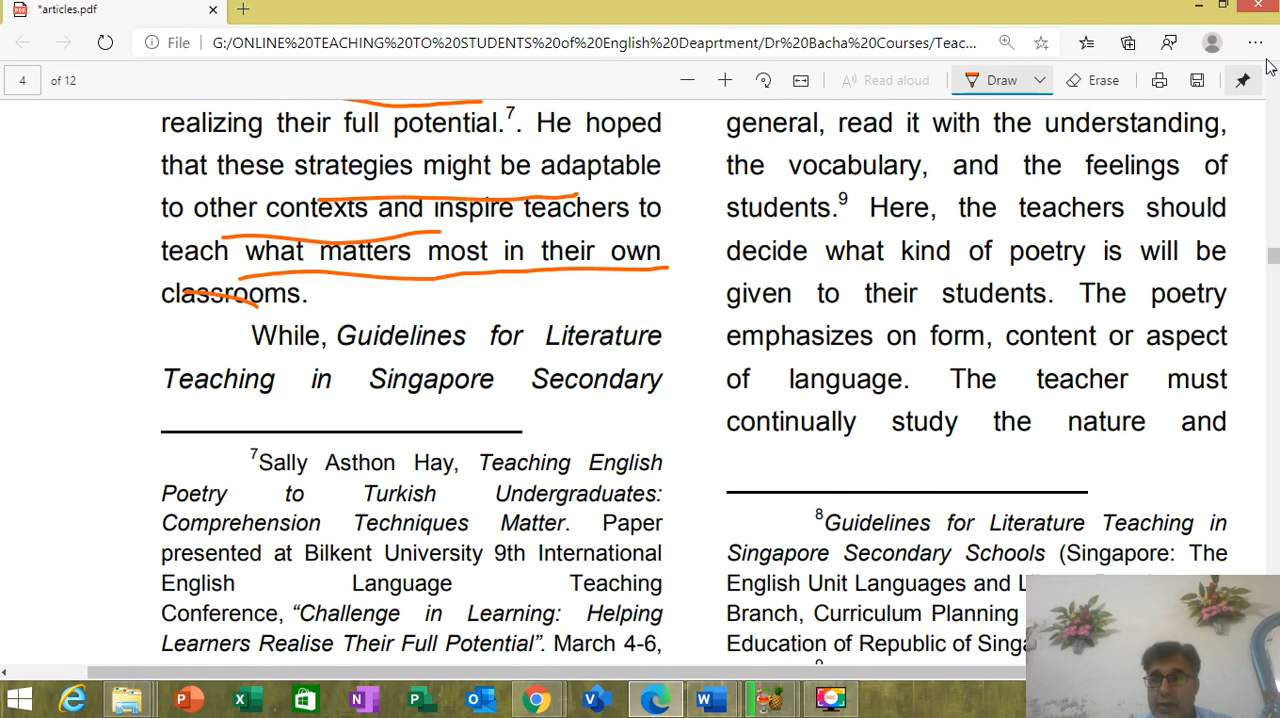 *articles.pdf
File
G:/ONLINE%20TEACHING%20TO%20STUDENTS%20of%20English%20Deaprtment/Dr%20Bacha%20Courses/Teac...
4
of 12
Read aloud
Draw
Erase
realizing their full potential.7. He hoped
that these strategies might be adaptable
to other contexts and inspire teachers to
teach what matters most in their own
classrooms.
While, Guidelines for Literature
Teaching in Singapore Secondary
7Sally Asthon Hay, Teaching English
Poetry to Turkish Undergraduates:
Comprehension Techniques Matter. Paper
presented at Bilkent University 9th International
English Language Teaching
Conference, “Challenge in Learning: Helping
Learners Realise Their Full Potential”. March 4-6,
general, read it with the understanding,
the vocabulary, and the feelings of
students.9 Here, the teachers should
decide what kind of poetry is will be
given to their students. The poetry
emphasizes on form, content or aspect
of language. The teacher must
continually study the nature and
8Guidelines for Literature Teaching in
Singapore Secondary Schools (Singapore: The
English Unit Languages and
Branch, Curriculum Planning
Education of Republic of